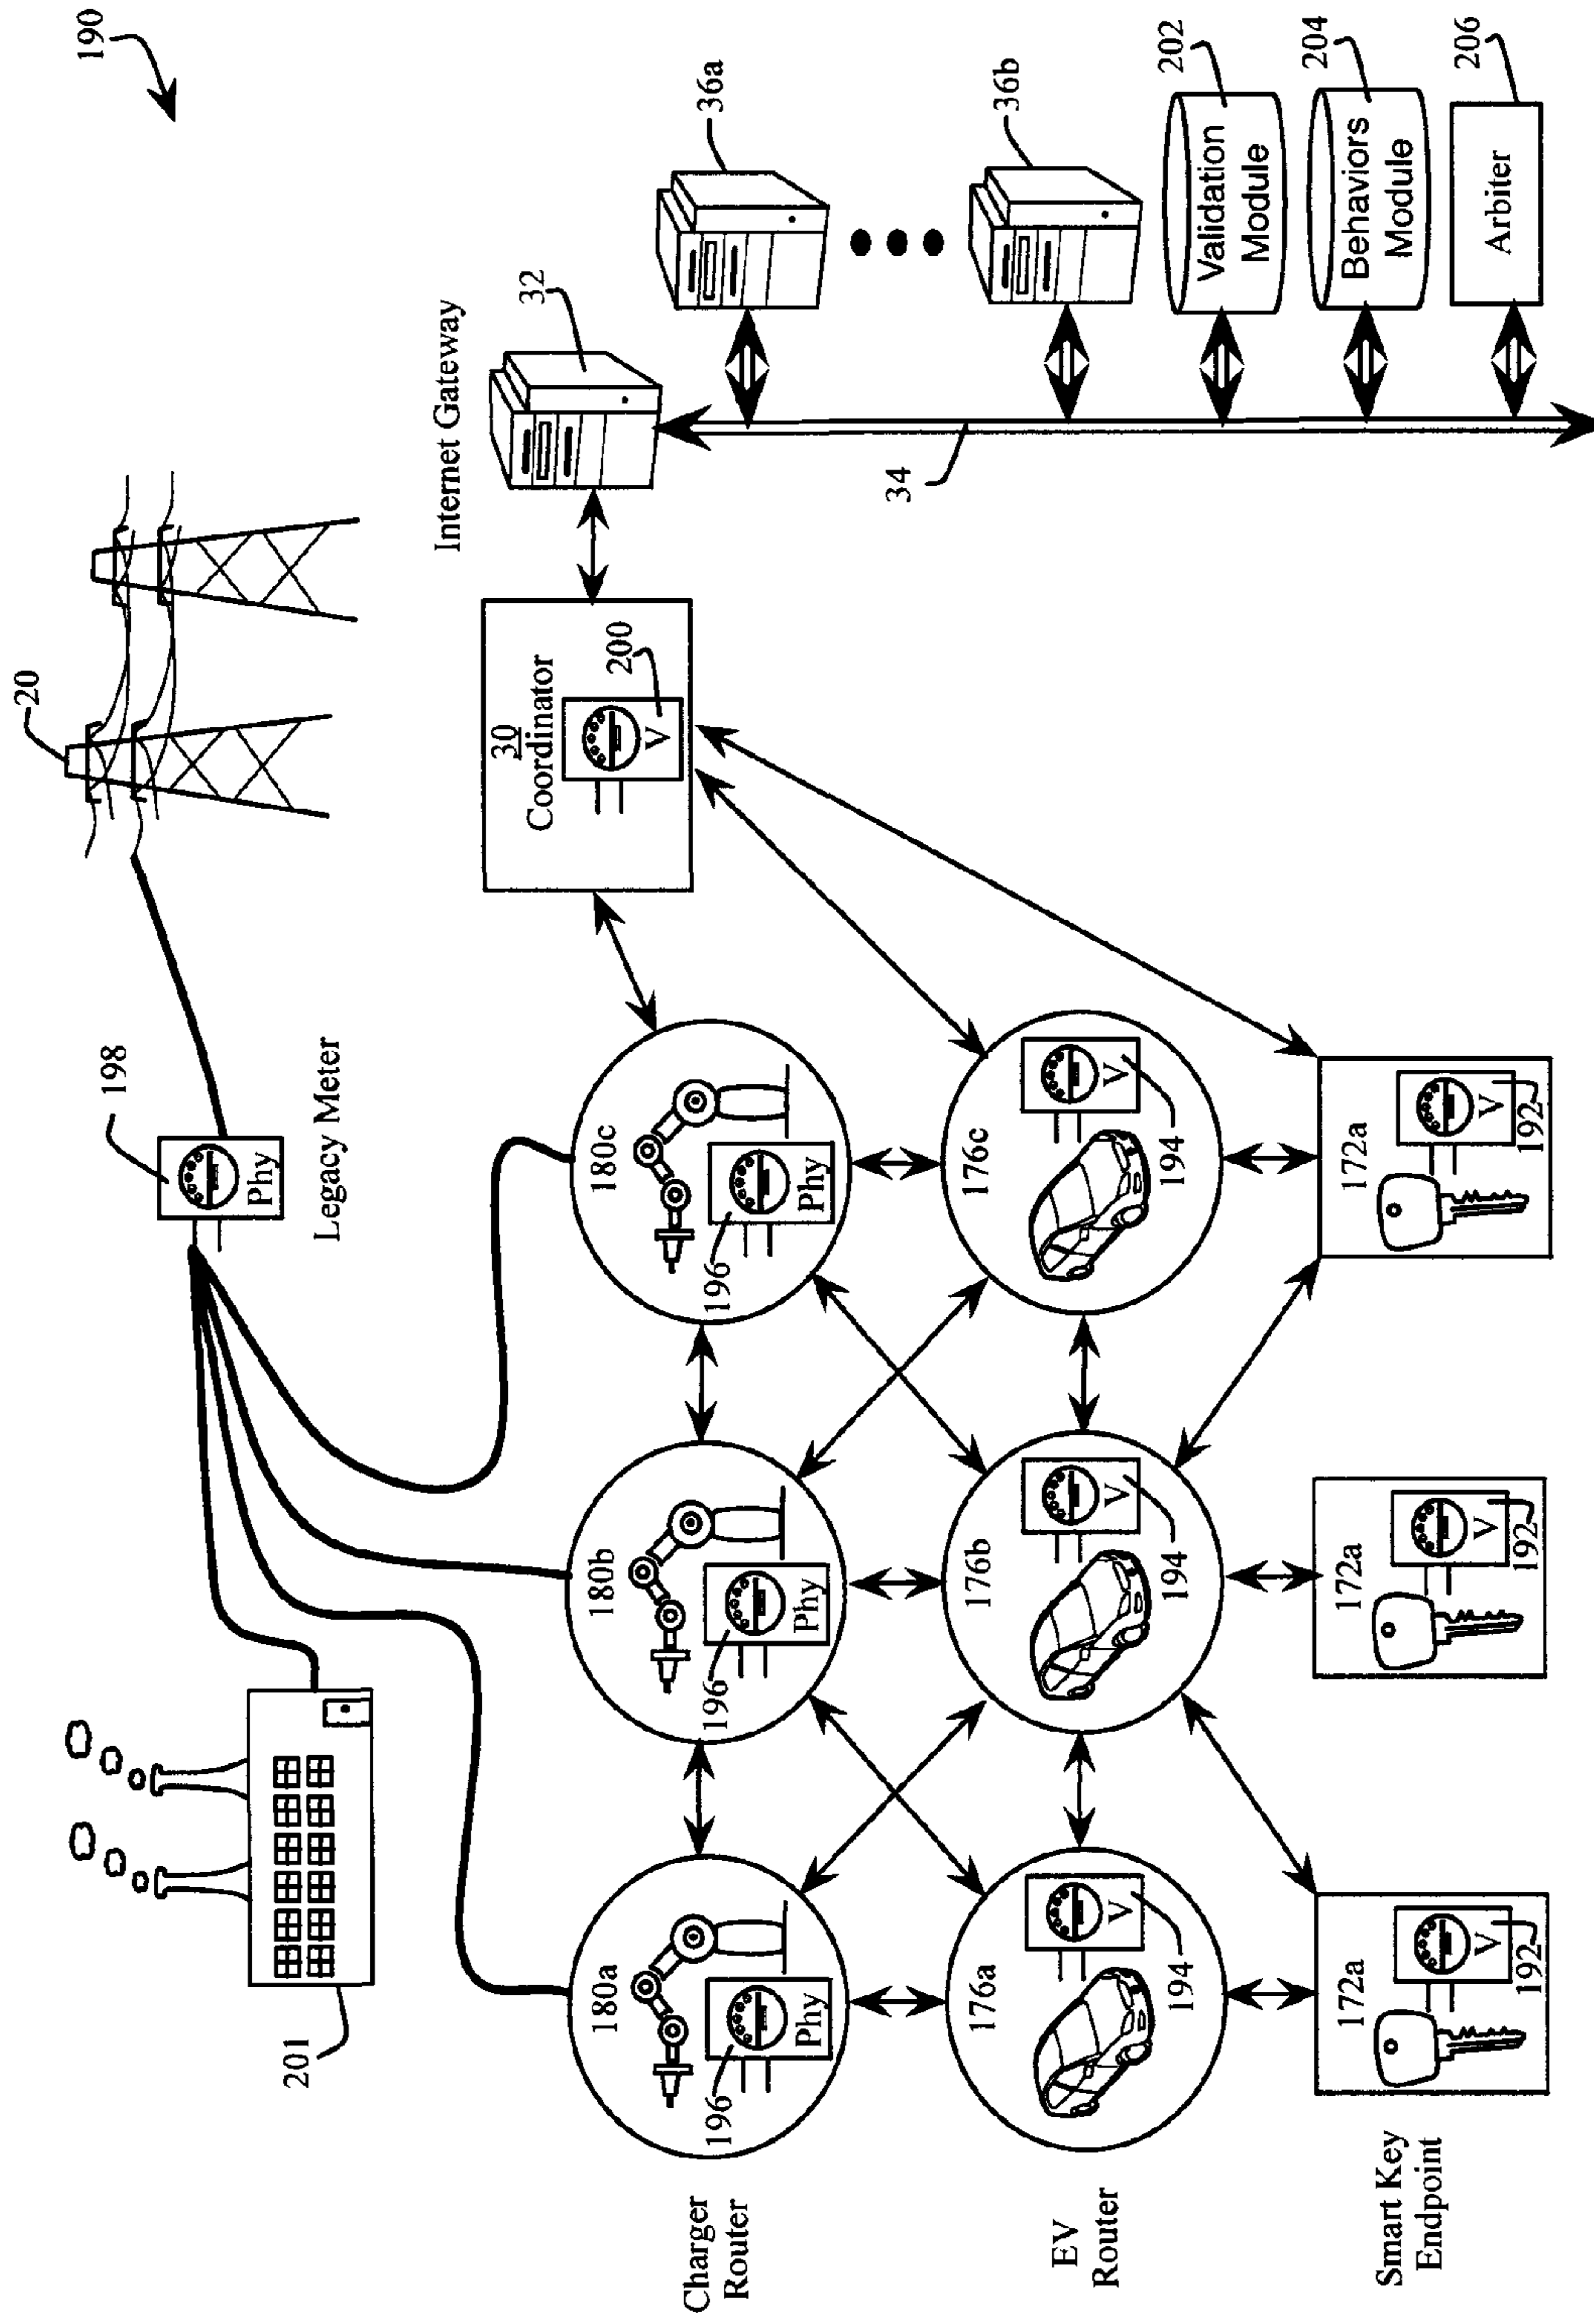 190
20
198
Phy
Legacy Meter
201
Internet Gateway
32
36a
36b
34
Validation
Module
202
Behaviors
Module
204
Arbiter
206
30
Coordinator
200
V
Charger
Router
180a
196
Phy
180b
196
Phy
180c
196
Phy
EV
Router
176a
V
194
176b
V
194
176c
V
194
Smart Key
Endpoint
172a
V
192
172a
V
192
172a
V
192